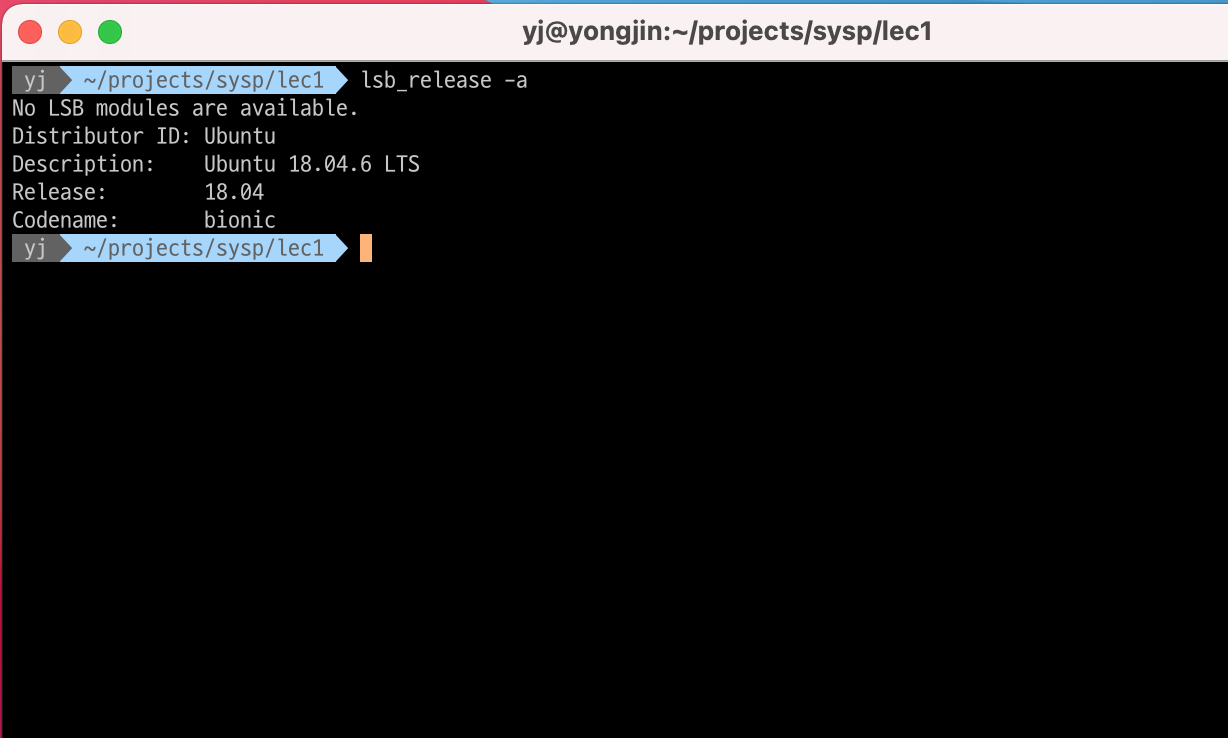 yj@yongjin:~/projects/sysp/lec1
yj ~/projects/sysp/lec1 lsb_release -a
No LSB modules are available.
Distributor ID: Ubuntu
Description:    Ubuntu 18.04.6 LTS
Release:        18.04
Codename:       bionic
yj ~/projects/sysp/lec1